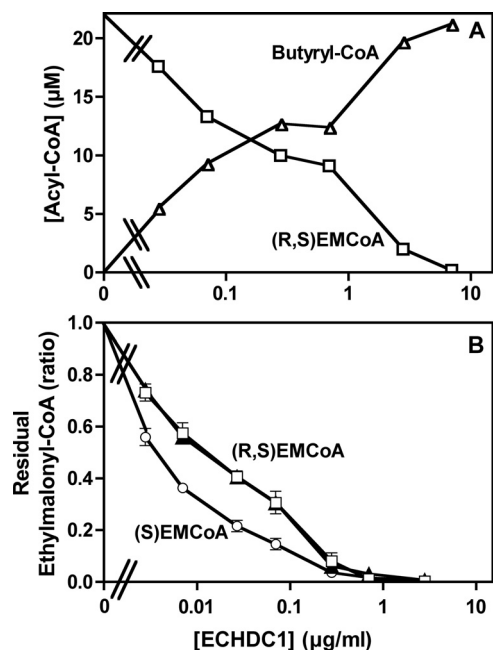 A
20
15
10
5
0
[Acyl-CoA] (µM)
Butyryl-CoA
(R,S)EMCoA
0
0.1
1
10
B
1.0
0.8
0.6
0.4
0.2
0.0
Residual
Ethylmalonyl-CoA (ratio)
(R,S)EMCoA
(S)EMCoA
0
0.01
0.1
1
10
[ECHDC1] (µg/ml)